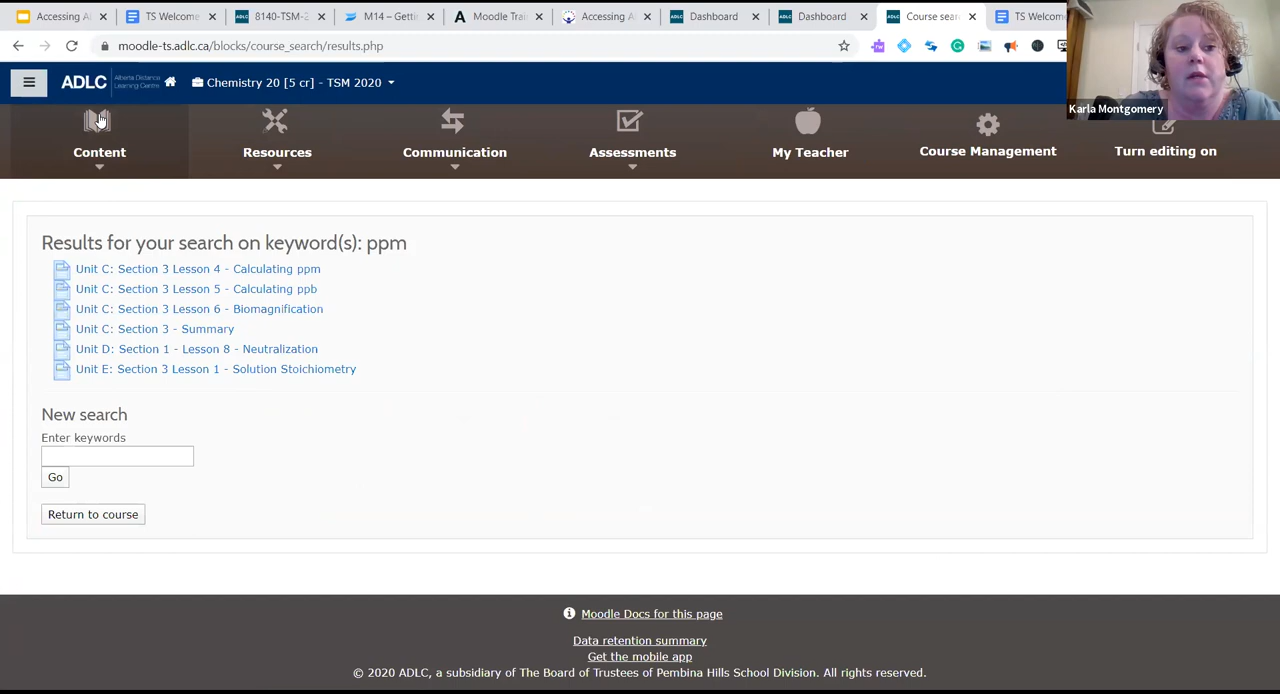 Accessing A
TS Welcome
8140-TSM-2
M14 – Getti
Moodle Trai
Accessing A
Dashboard
Dashboard
Course sear
TS Welcom
moodle-ts.adlc.ca/blocks/course_search/results.php
ADLC Alberta Distance Learning Centre Chemistry 20 [5 cr] - TSM 2020
Karla Montgomery
Content
Resources
Communication
Assessments
My Teacher
Course Management
Turn editing on
Results for your search on keyword(s): ppm
Unit C: Section 3 Lesson 4 - Calculating ppm
Unit C: Section 3 Lesson 5 - Calculating ppb
Unit C: Section 3 Lesson 6 - Biomagnification
Unit C: Section 3 - Summary
Unit D: Section 1 - Lesson 8 - Neutralization
Unit E: Section 3 Lesson 1 - Solution Stoichiometry
New search
Enter keywords
Go
Return to course
Moodle Docs for this page
Data retention summary
Get the mobile app
© 2020 ADLC, a subsidiary of The Board of Trustees of Pembina Hills School Division. All rights reserved.